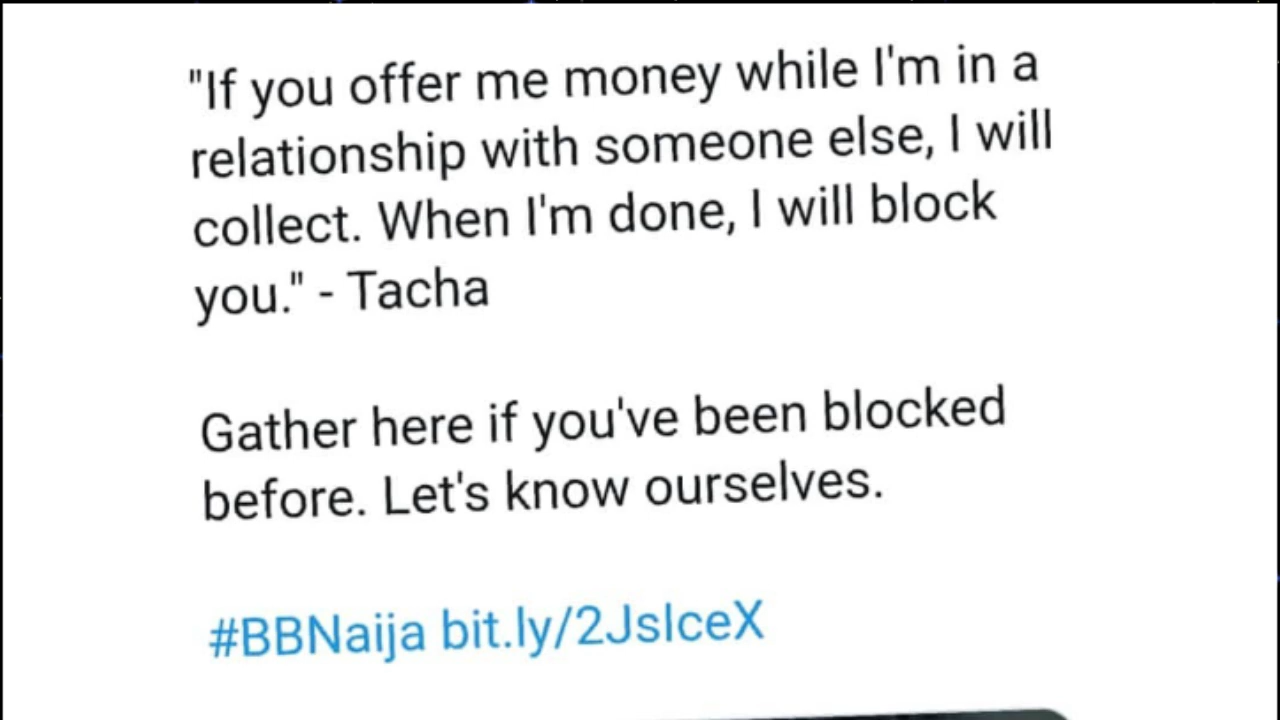 "If you offer me money while I'm in a
relationship with someone else, I will
collect. When I'm done, I will block
you." - Tacha
Gather here if you've been blocked
before. Let's know ourselves.
#BBNaija bit.ly/2JsIceX